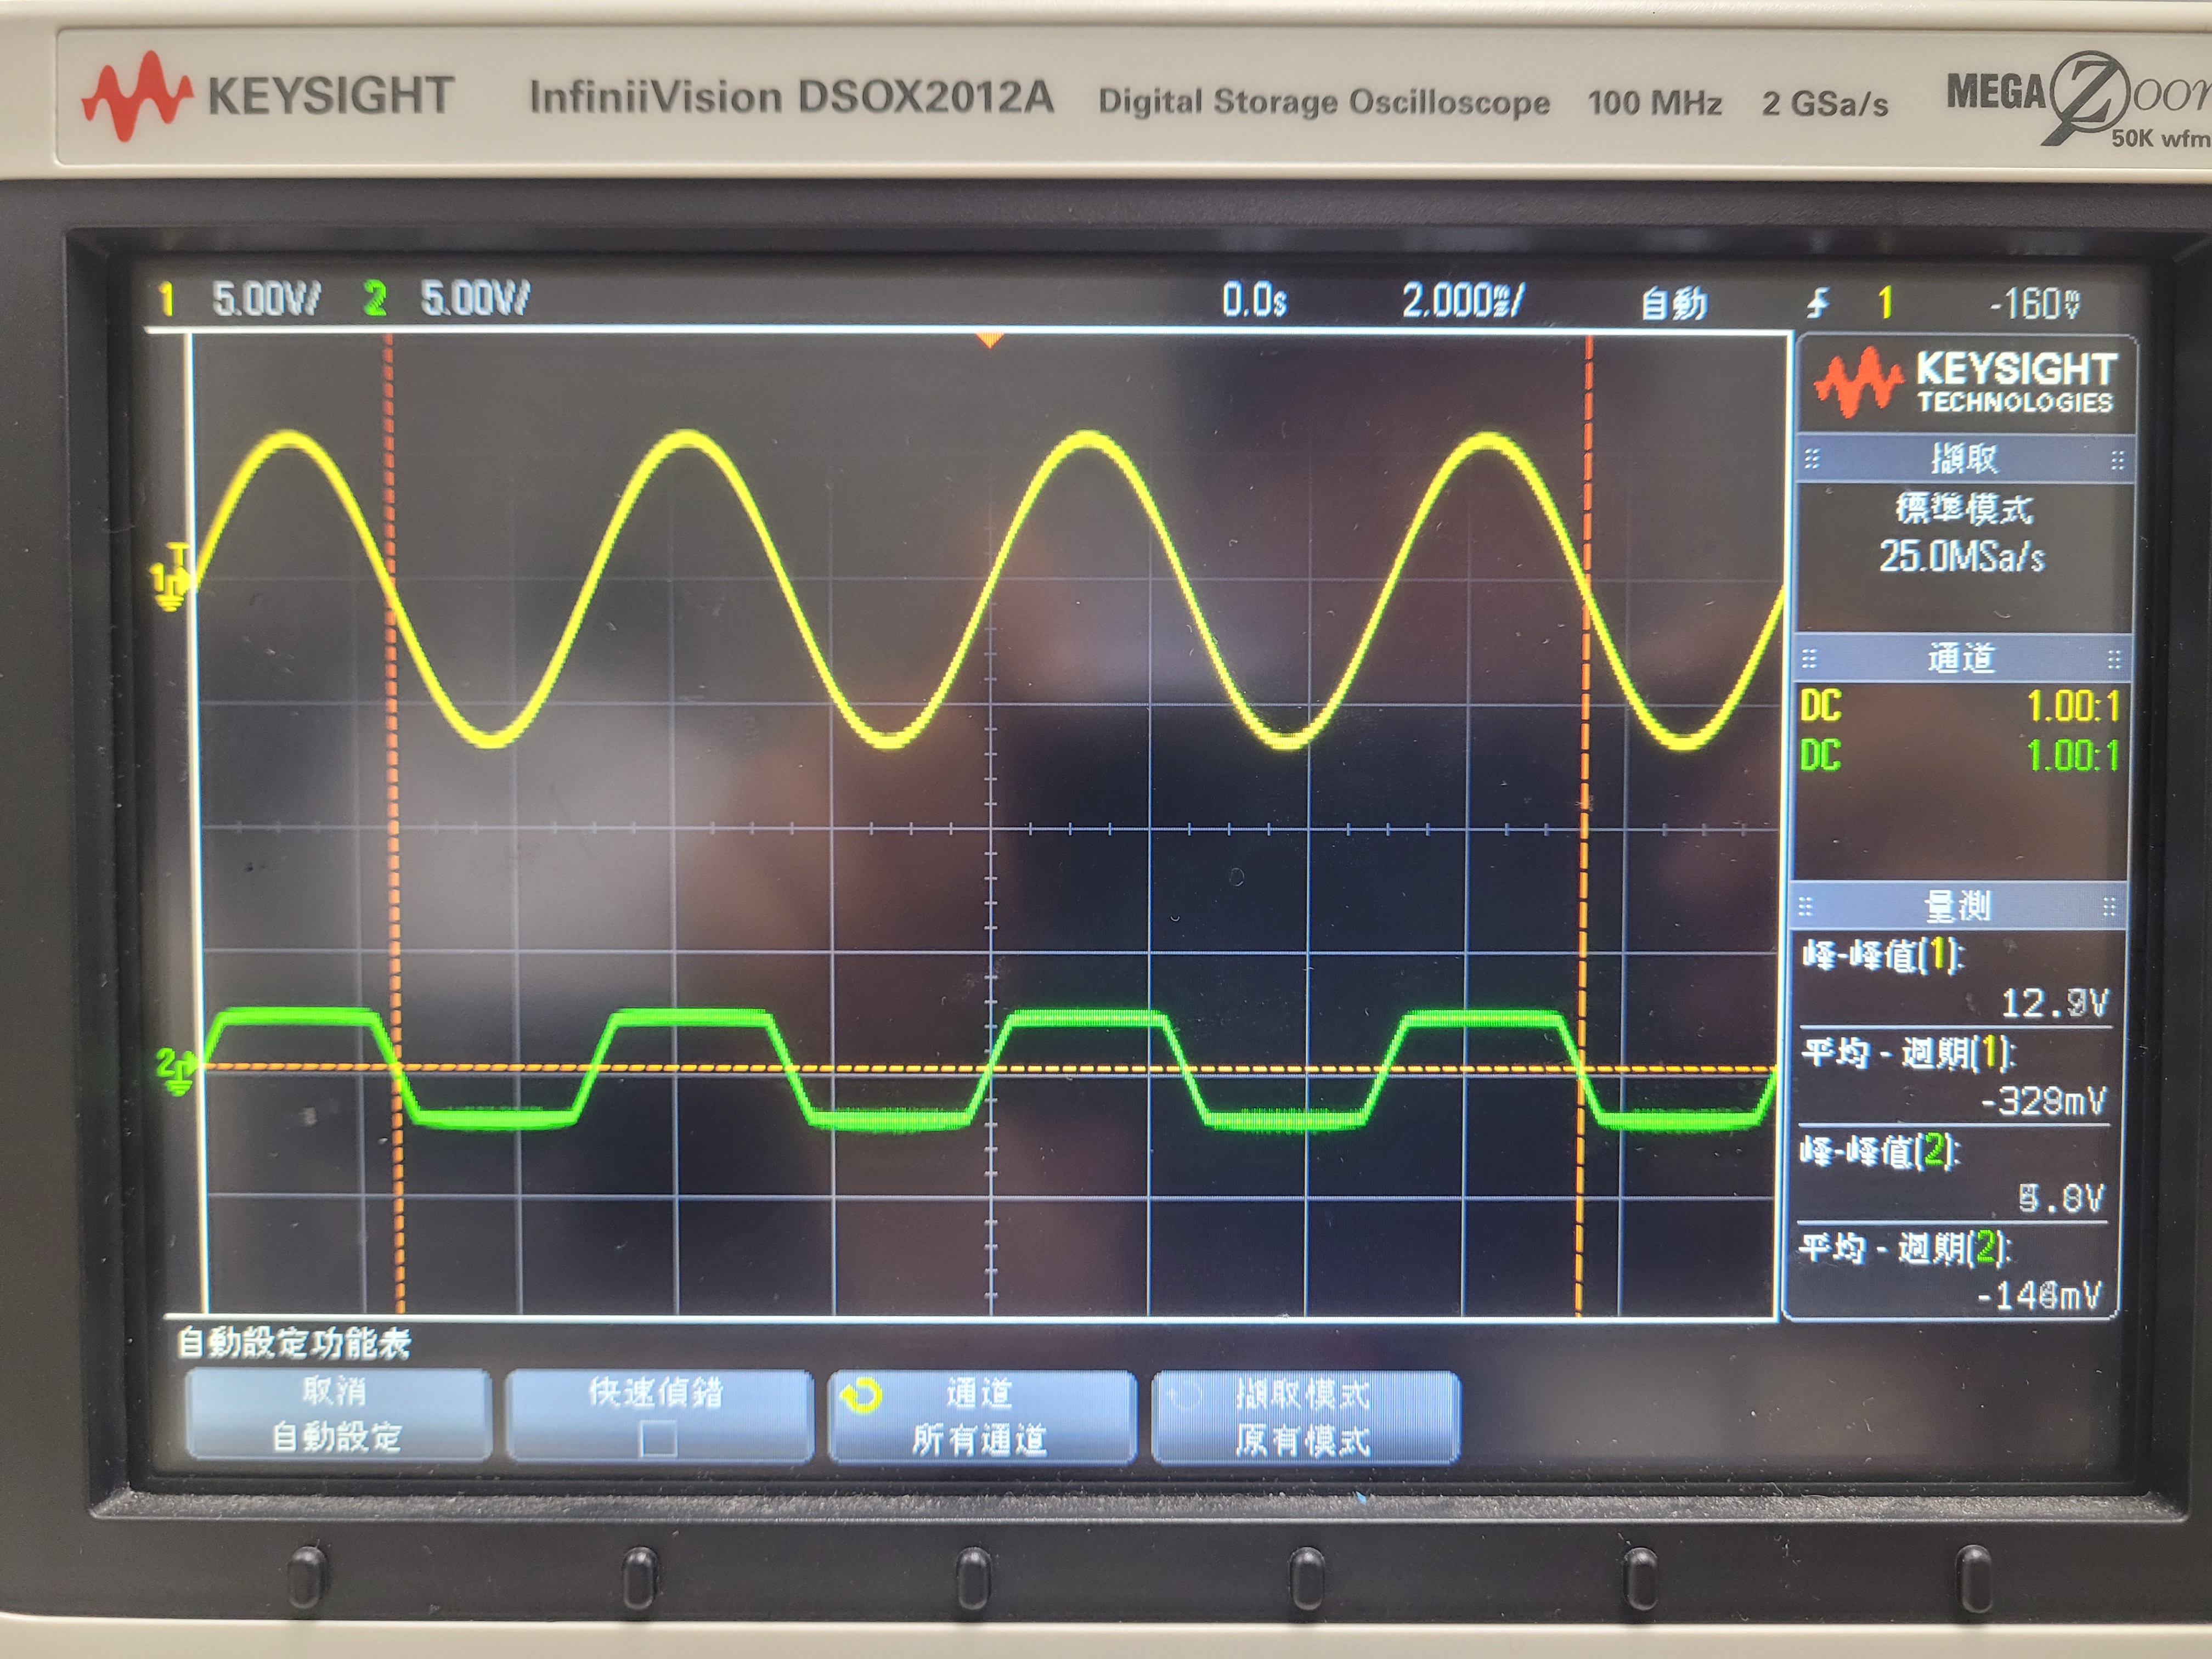 KEYSIGHT InfiniiVision DSOX2012A Digital Storage Oscilloscope 100 MHz 2 GSa/s MEGA Zoom
50K wfm
1 5.00V/ 2 5.00V/ 0.0s 2.000ms/ 自動 1 -160mV
KEYSIGHT
TECHNOLOGIES
擷取
標準模式
25.0MSa/s
T
1
通道
DC 1.00:1
DC 1.00:1
量測
峰-峰值(1):
12.9V
平均 - 週期(1):
2
峰-峰值(2):
平均 - 週期(2):
自動設定功能表
取消
自動設定
快速偵錯
通道
所有通道
擷取模式
原有模式